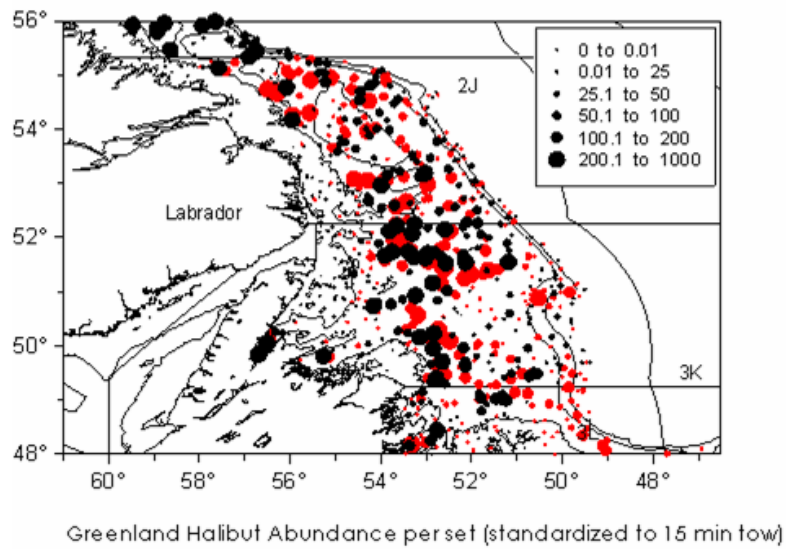 56°
54°
52°
50°
48°
60°
58°
56°
54°
52°
50°
48°
Labrador
2J
3K
0 to 0.01
0.01 to 25
25.1 to 50
50.1 to 100
100.1 to 200
200.1 to 1000
Greenland Halibut Abundance per set (standardized to 15 min tow)